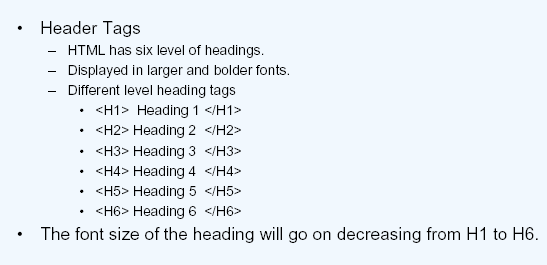 • Header Tags
– HTML has six level of headings.
– Displayed in larger and bolder fonts.
– Different level heading tags
• <H1> Heading 1 </H1>
• <H2> Heading 2 </H2>
• <H3> Heading 3 </H3>
• <H4> Heading 4 </H4>
• <H5> Heading 5 </H5>
• <H6> Heading 6 </H6>
• The font size of the heading will go on decreasing from H1 to H6.